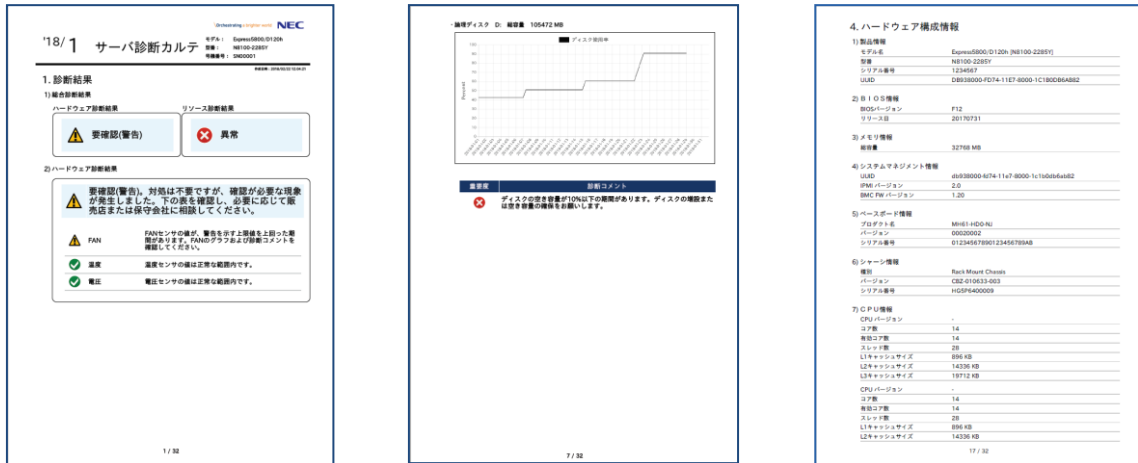 Orchestrating a brighter world NEC
'18/1 サーバ診断カルテ
モデル： Express5800/D120h
型番： N8100-2285Y
号機番号： SN00001
1. 診断結果
1) 総合診断結果
ハードウェア診断結果 リソース診断結果
要確認(警告) 異常
2) ハードウェア診断結果
要確認(警告)。対処は不要ですが、確認が必要な現象
が発生しました。下の表を確認し、必要に応じて販
売店または保守会社に相談してください。
FAN
FANセンサの値が、警告を示す上限値を上回った期
間があります。FANのグラフおよび診断コメントを
確認してください。
温度 温度センサの値は正常な範囲内です。
電圧 電圧センサの値は正常な範囲内です。
1 / 32
・論理ディスク D: 総容量 105472 MB
ディスク使用率
100
90
80
70
60
50
40
30
20
10
0
重要度 診断コメント
ディスクの空き容量が10%以下の期間があります。ディスクの増設また
は空き容量の確保をお願いします。
7 / 32
4. ハードウェア構成情報
1) 製品情報
モデル名 Express5800/D120h [N8100-2285Y]
型番 N8100-2285Y
シリアル番号 1234567
UUID DB938000-FD74-11E7-8000-1C1B0DB6AB82
2) ＢＩＯＳ情報
BIOSバージョン F12
リリース日 20170731
3) メモリ情報
総容量 32768 MB
4) システムマネジメント情報
UUID db938000-fd74-11e7-8000-1c1b0db6ab82
IPMI バージョン 2.0
BMC FW バージョン 1.20
5) ベースボード情報
プロダクト名 MH61-HD0-NJ
バージョン 00020002
シリアル番号 01234567890123456789AB
6) シャーシ情報
種別 Rack Mount Chassis
バージョン CBZ-010633-003
シリアル番号 HG5P6400009
7) ＣＰＵ情報
CPU バージョン -
コア数 14
有効コア数 14
スレッド数 28
L1キャッシュサイズ 896 KB
L2キャッシュサイズ 14336 KB
L3キャッシュサイズ 19712 KB
CPU バージョン -
コア数 14
有効コア数 14
スレッド数 28
L1キャッシュサイズ 896 KB
L2キャッシュサイズ 14336 KB
17 / 32